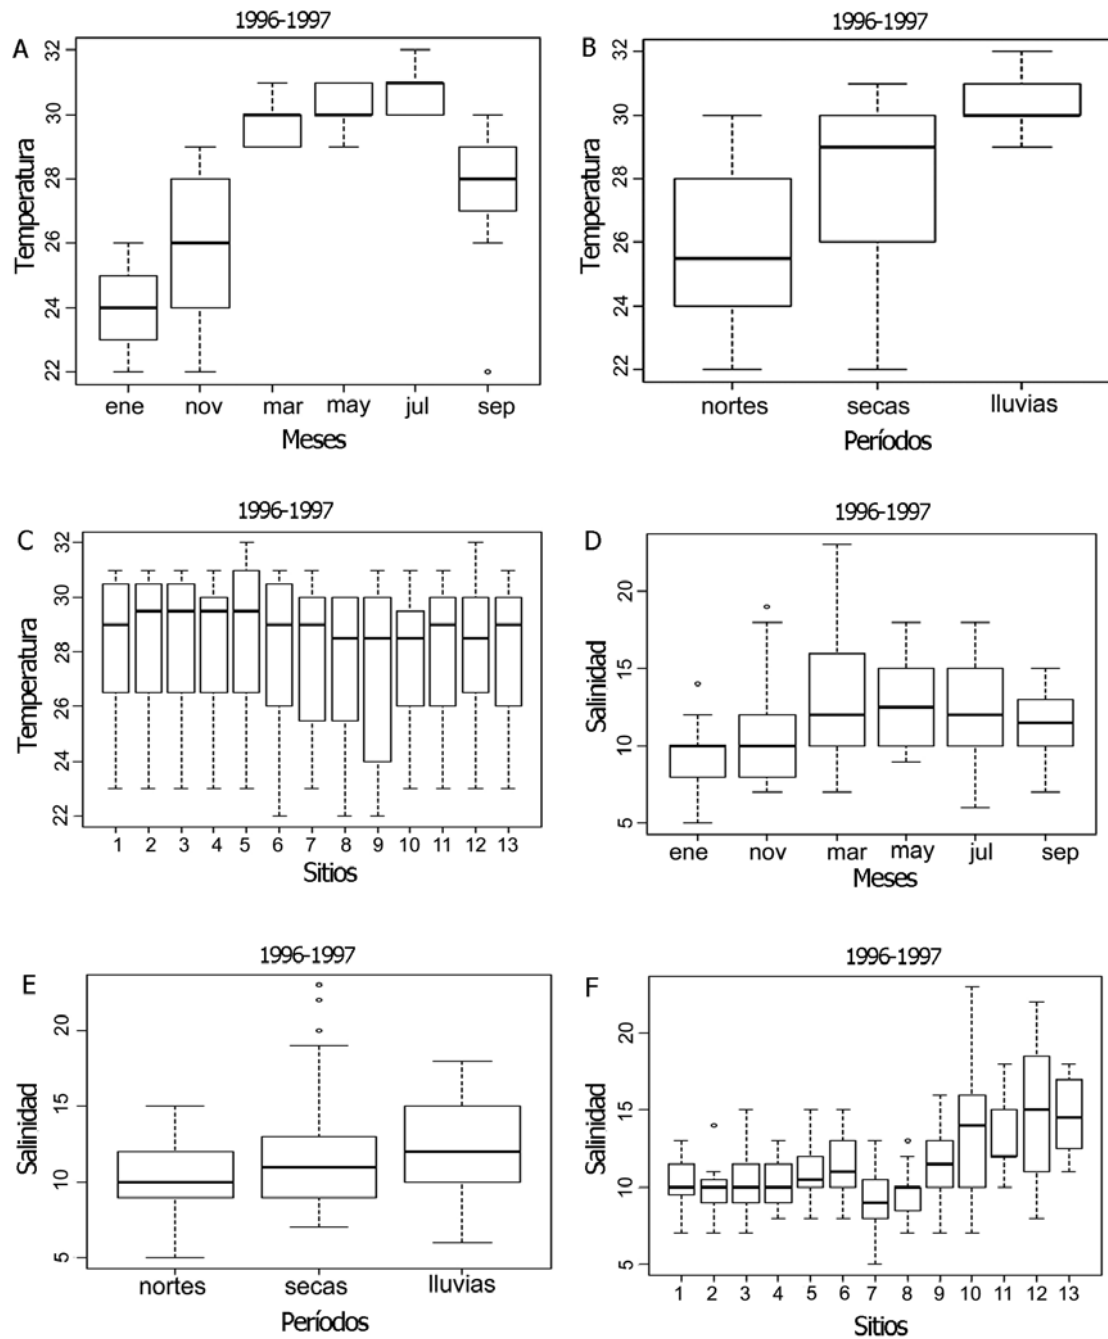 1996-1997
A
Temperatura
32
30
28
26
24
22
ene nov mar may jul sep
Meses
1996-1997
B
Temperatura
32
30
28
26
24
22
nortes secas lluvias
Períodos
1996-1997
C
Temperatura
32
30
28
26
24
22
1 2 3 4 5 6 7 8 9 10 11 12 13
Sitios
1996-1997
D
Salinidad
20
15
10
5
ene nov mar may jul sep
Meses
1996-1997
E
Salinidad
20
15
10
5
nortes secas lluvias
Períodos
1996-1997
F
Salinidad
20
15
10
5
1 2 3 4 5 6 7 8 9 10 11 12 13
Sitios